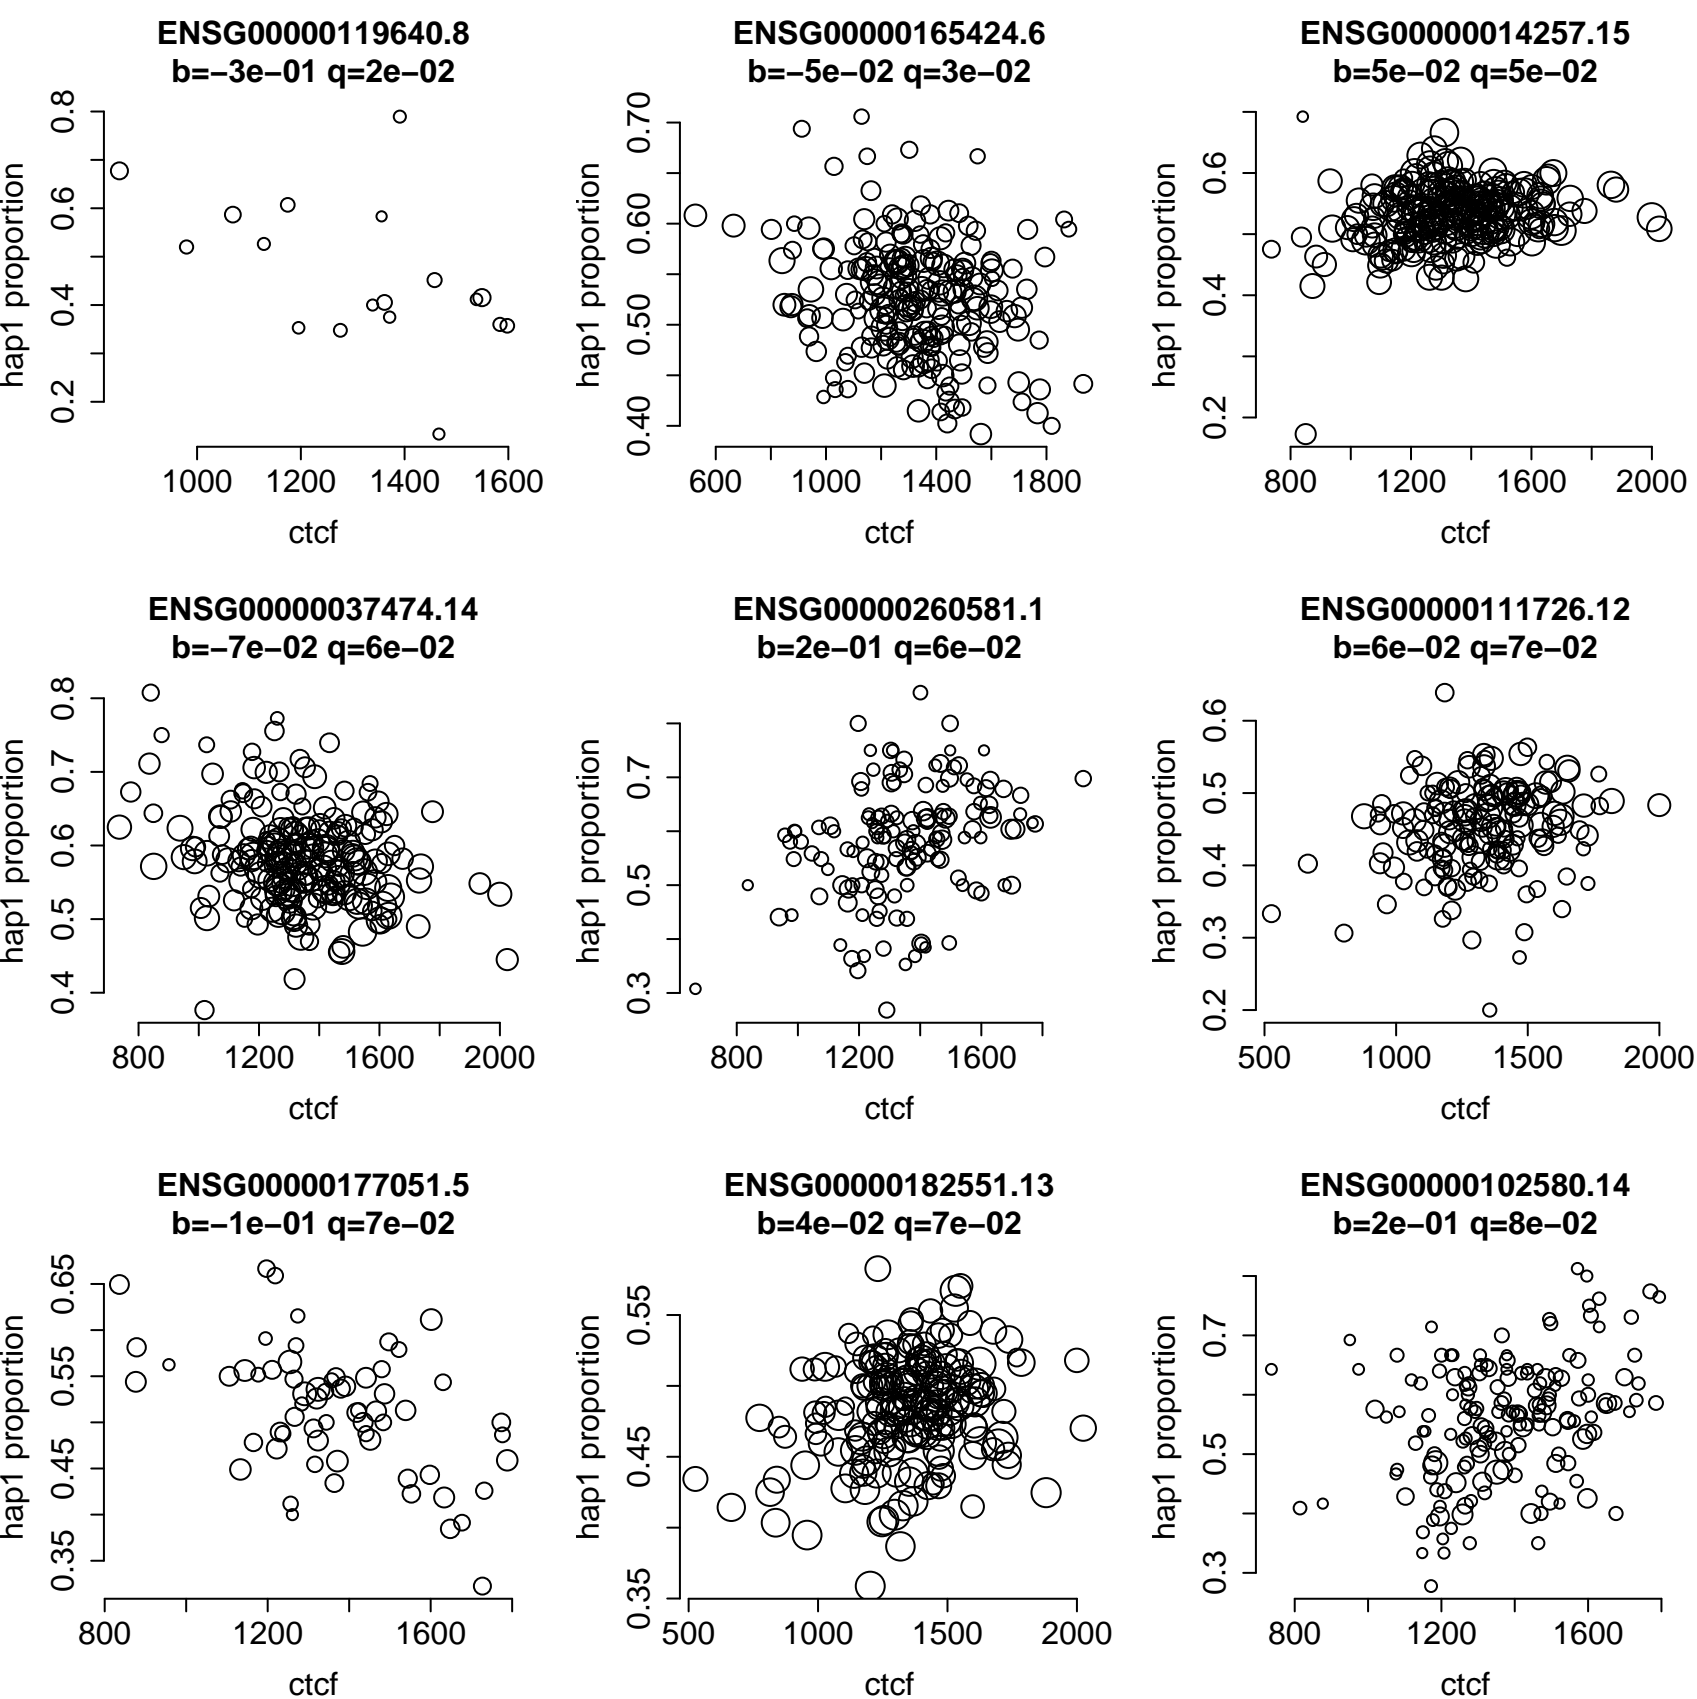 ENSG00000119640.8
b=−3e−01 q=2e−02
hap1 proportion
0.2 0.4 0.6 0.8
1000 1200 1400 1600
ctcf
ENSG00000165424.6
b=−5e−02 q=3e−02
hap1 proportion
0.40 0.50 0.60 0.70
600 1000 1400 1800
ctcf
ENSG00000014257.15
b=5e−02 q=5e−02
hap1 proportion
0.2 0.4 0.6
800 1200 1600 2000
ctcf
ENSG00000037474.14
b=−7e−02 q=6e−02
hap1 proportion
0.4 0.5 0.6 0.7 0.8
800 1200 1600 2000
ctcf
ENSG00000260581.1
b=2e−01 q=6e−02
hap1 proportion
0.3 0.5 0.7
800 1200 1600
ctcf
ENSG00000111726.12
b=6e−02 q=7e−02
hap1 proportion
0.2 0.3 0.4 0.5 0.6
500 1000 1500 2000
ctcf
ENSG00000177051.5
b=−1e−01 q=7e−02
hap1 proportion
0.35 0.45 0.55 0.65
800 1200 1600
ctcf
ENSG00000182551.13
b=4e−02 q=7e−02
hap1 proportion
0.35 0.45 0.55
500 1000 1500 2000
ctcf
ENSG00000102580.14
b=2e−01 q=8e−02
hap1 proportion
0.3 0.5 0.7
800 1200 1600
ctcf